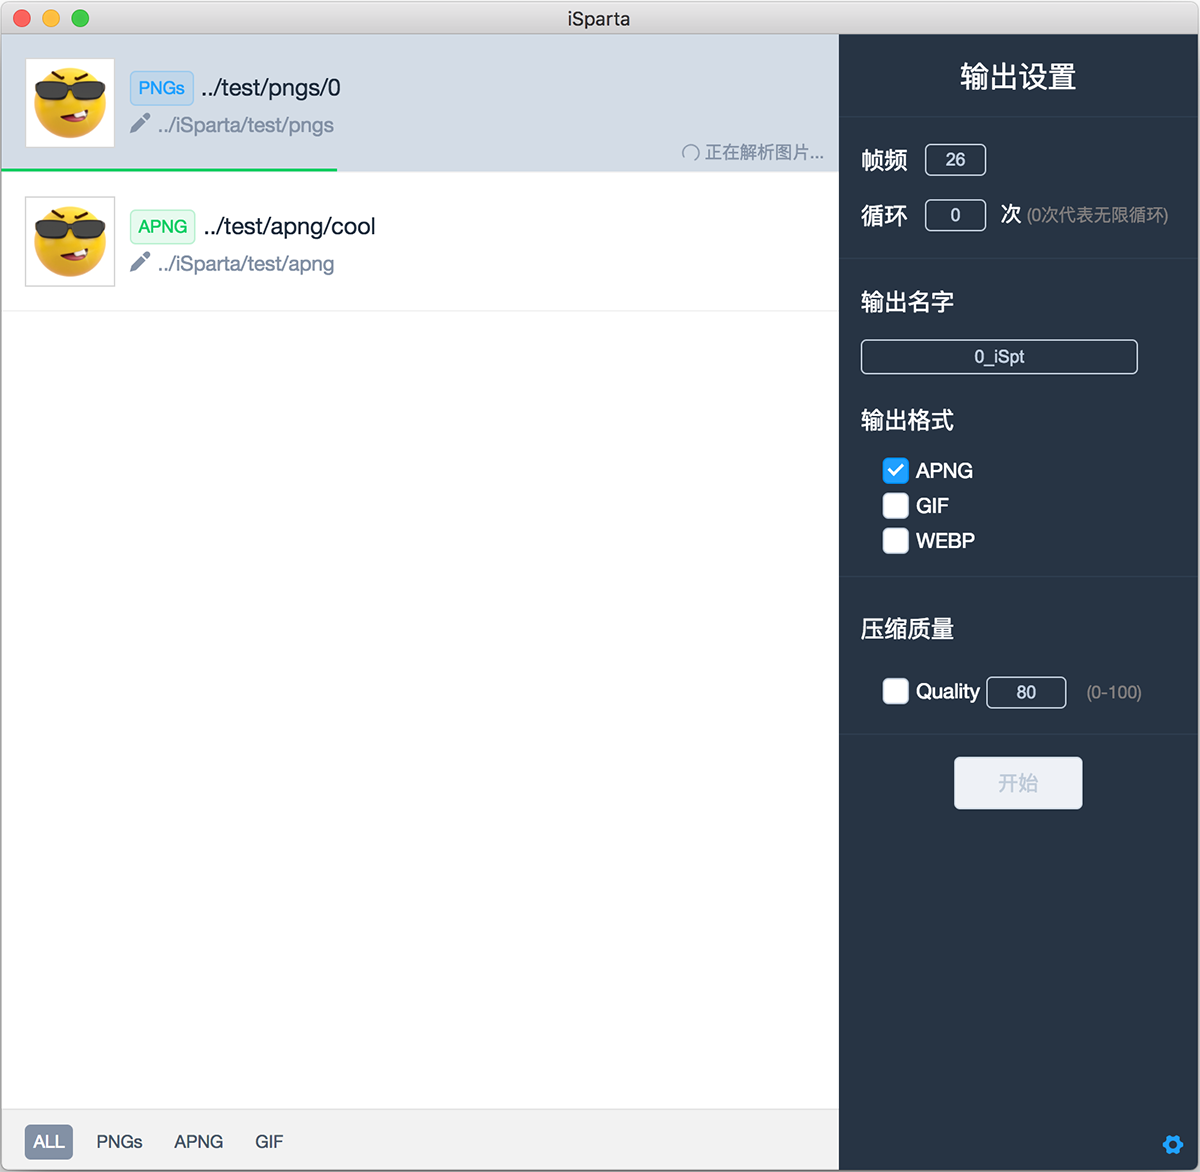 iSparta
PNGs ../test/pngs/0
../iSparta/test/pngs
正在解析图片...
APNG ../test/apng/cool
../iSparta/test/apng
ALL PNGs APNG GIF
输出设置
帧频 26
循环 0 次 (0次代表无限循环)
输出名字
0_iSpt
输出格式
APNG
GIF
WEBP
压缩质量
Quality 80 (0-100)
开始